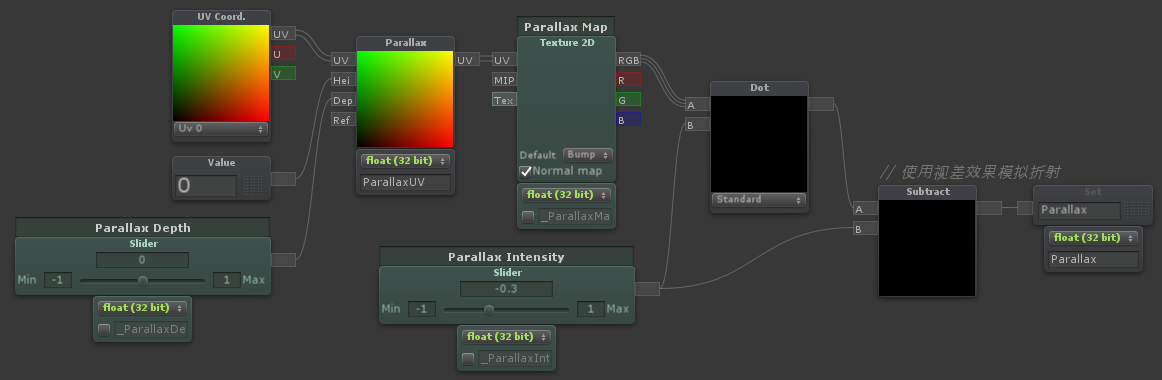 UV Coord.
UV
U
V
Uv 0
Value
0
Parallax Depth
Slider
0
Min
-1
1
Max
float (32 bit)
_ParallaxDe
Parallax
UV
Hei
Dep
Ref
UV
float (32 bit)
ParallaxUV
Parallax Map
Texture 2D
UV
MIP
Tex
RGB
R
G
B
Default
Bump
Normal map
float (32 bit)
_ParallaxMa
Parallax Intensity
Slider
-0.3
Min
-1
1
Max
float (32 bit)
_ParallaxInt
Dot
A
B
Standard
// 使用视差效果模拟折射
Subtract
A
B
Set
Parallax
float (32 bit)
Parallax